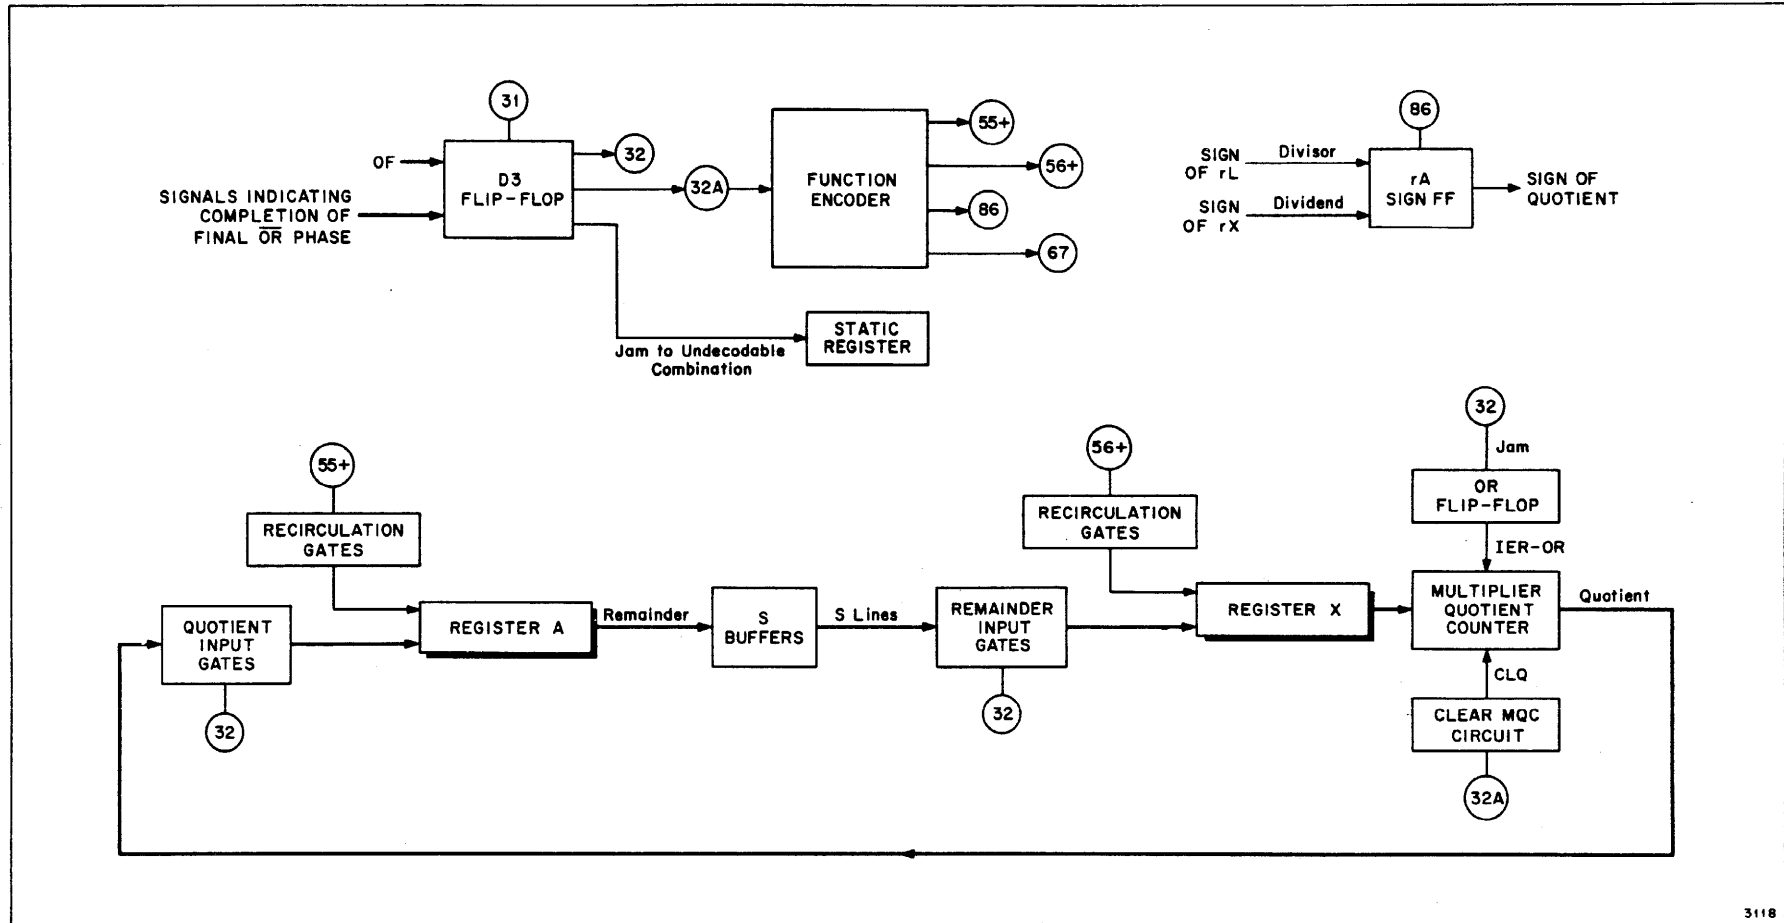 31
OF
D3
FLIP-FLOP
32
32A
SIGNALS INDICATING
COMPLETION OF
FINAL OR PHASE
FUNCTION
ENCODER
55+
56+
86
67
Jam to Undecodable
Combination
STATIC
REGISTER
86
SIGN
OF rL
Divisor
SIGN
OF rX
Dividend
rA
SIGN FF
SIGN OF
QUOTIENT
55+
RECIRCULATION
GATES
QUOTIENT
INPUT
GATES
32
REGISTER A
Remainder
S
BUFFERS
S Lines
REMAINDER
INPUT
GATES
32
56+
RECIRCULATION
GATES
REGISTER X
32
Jam
OR
FLIP-FLOP
IER-OR
MULTIPLIER
QUOTIENT
COUNTER
Quotient
CLQ
CLEAR MQC
CIRCUIT
32A
3118